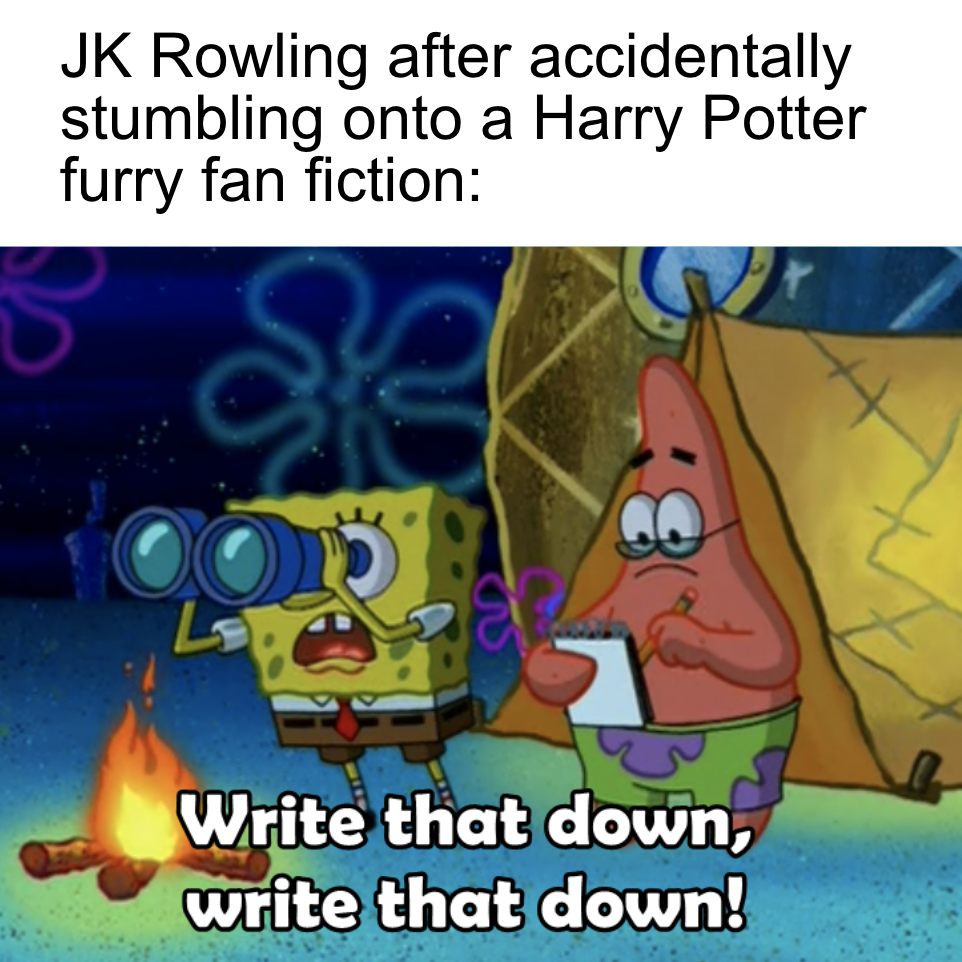 JK Rowling after accidentally
stumbling onto a Harry Potter
furry fan fiction:
Write that down,
write that down!